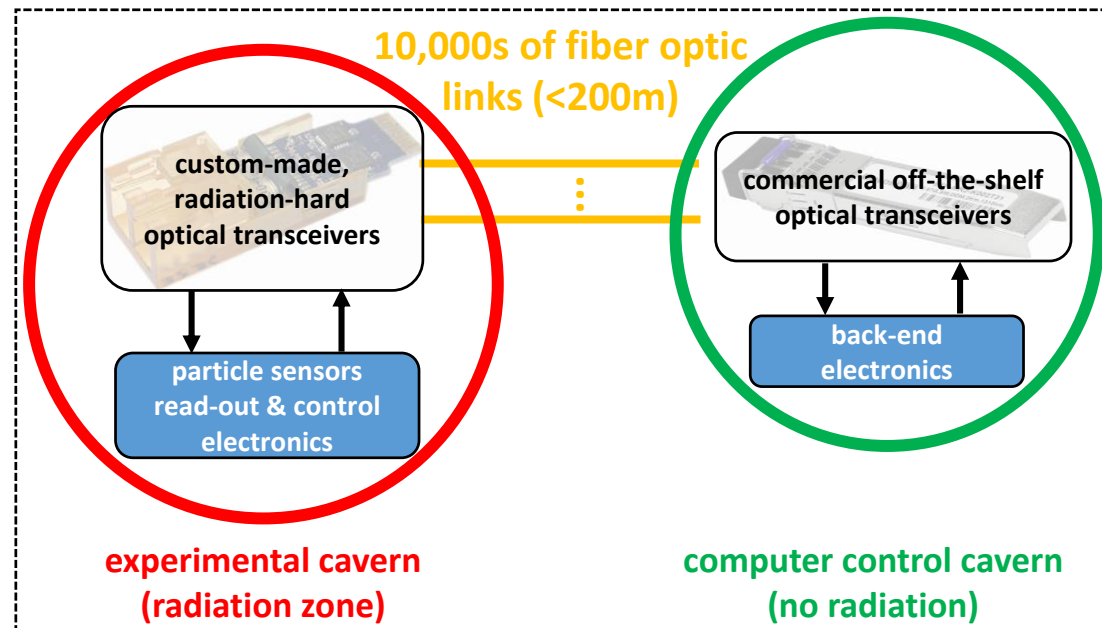 10,000s of fiber optic
links (<200m)
custom-made,
radiation-hard
optical transceivers
commercial off-the-shelf
optical transceivers
particle sensors
read-out & control
electronics
back-end
electronics
experimental cavern
(radiation zone)
computer control cavern
(no radiation)